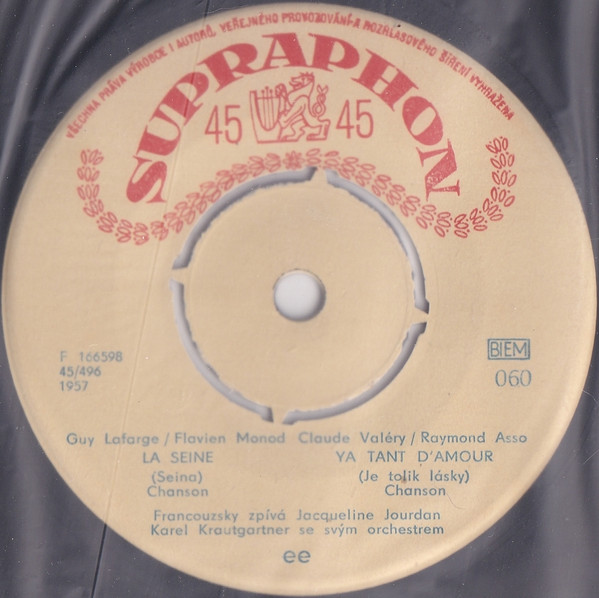 VŠECHNA PRÁVA VÝROBCE I AUTORŮ VEŘEJNÉHO PROVOZOVÁNÍ A ROZHLASOVÉHO ŠÍŘENÍ VYHRAŽENA
SUPRAPHON
45 45
F 166598
45/496
1957
BIEM
060
Guy Lafarge / Flavien Monod Claude Valéry / Raymond Asso
LA SEINE YA TANT D'AMOUR
(Seina) (Je tolik lásky)
Chanson Chanson
Francouzsky zpívá Jacqueline Jourdan
Karel Krautgartner se svým orchestrem
ee